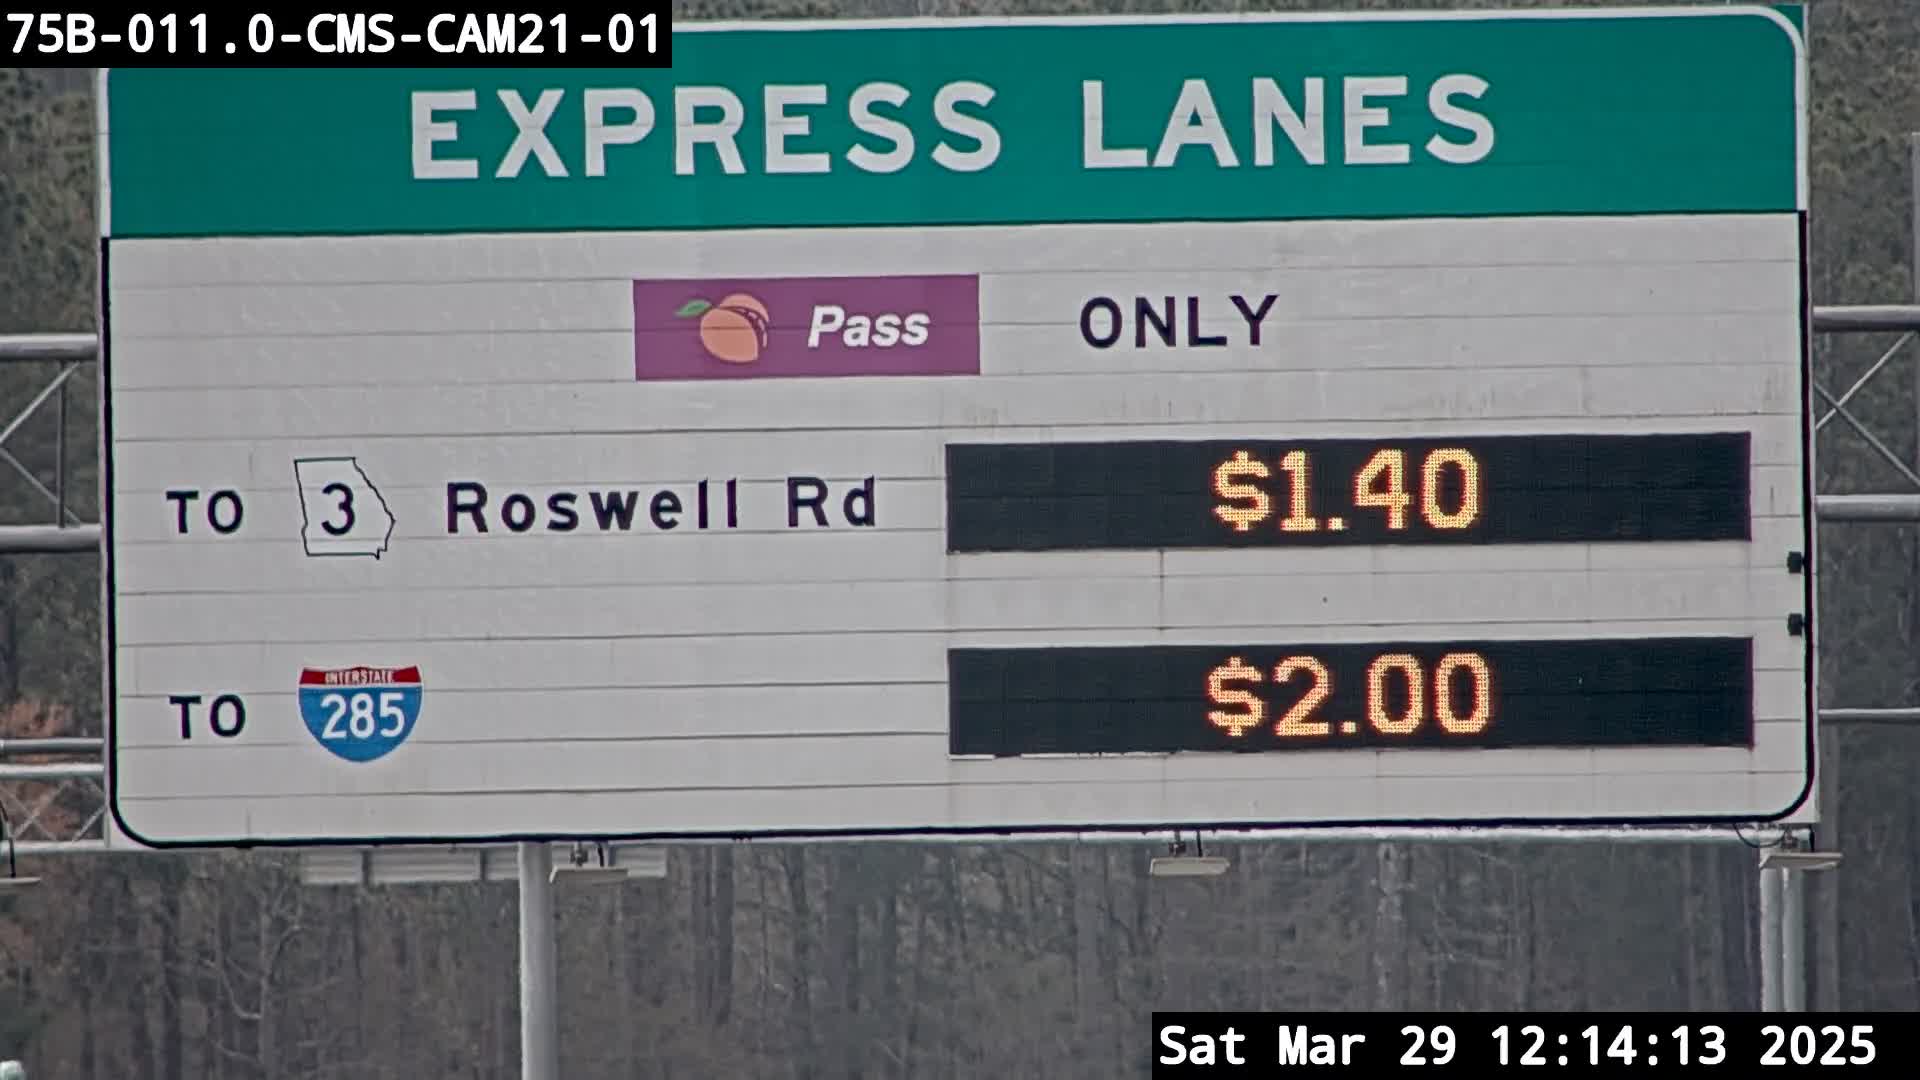 75B-011.0-CMS-CAM21-01
EXPRESS LANES
Pass ONLY
TO 3 Roswell Rd $1.40
TO INTERSTATE 285 $2.00
Sat Mar 29 12:14:13 2025